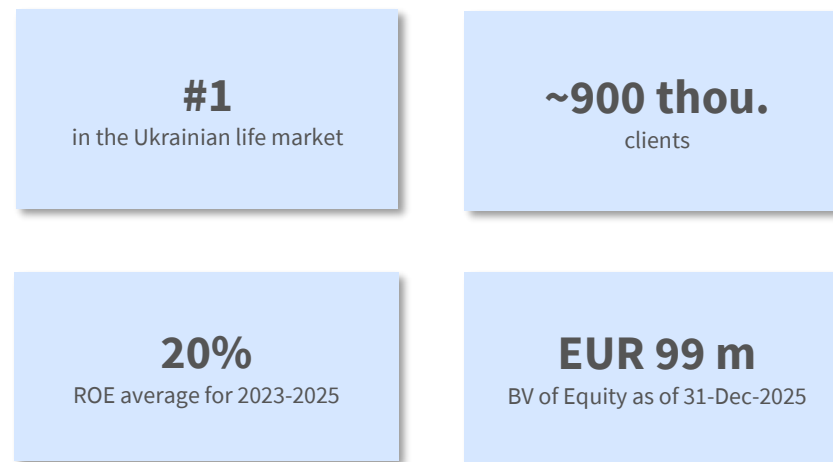 #1
in the Ukrainian life market
~900 thou.
clients
20%
ROE average for 2023-2025
EUR 99 m
BV of Equity as of 31-Dec-2025